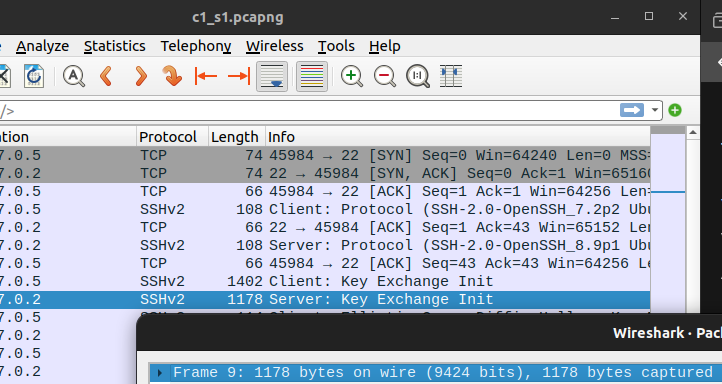 c1_s1.pcapng
Analyze Statistics Telephony Wireless Tools Help
/>
ation Protocol Length Info
7.0.5 TCP 74 45984 → 22 [SYN] Seq=0 Win=64240 Len=0 MSS=
7.0.2 TCP 74 22 → 45984 [SYN, ACK] Seq=0 Ack=1 Win=65160
7.0.5 TCP 66 45984 → 22 [ACK] Seq=1 Ack=1 Win=64256 Len=
7.0.5 SSHv2 108 Client: Protocol (SSH-2.0-OpenSSH_7.2p2 Ubu
7.0.2 TCP 66 22 → 45984 [ACK] Seq=1 Ack=43 Win=65152 Len
7.0.2 SSHv2 108 Server: Protocol (SSH-2.0-OpenSSH_8.9p1 Ubu
7.0.5 TCP 66 45984 → 22 [ACK] Seq=43 Ack=43 Win=64256 L
7.0.5 SSHv2 1402 Client: Key Exchange Init
7.0.2 SSHv2 1178 Server: Key Exchange Init
7.0.5
7.0.2
7.0.5
7.0.2
Wireshark · Pac
Frame 9: 1178 bytes on wire (9424 bits), 1178 bytes captured